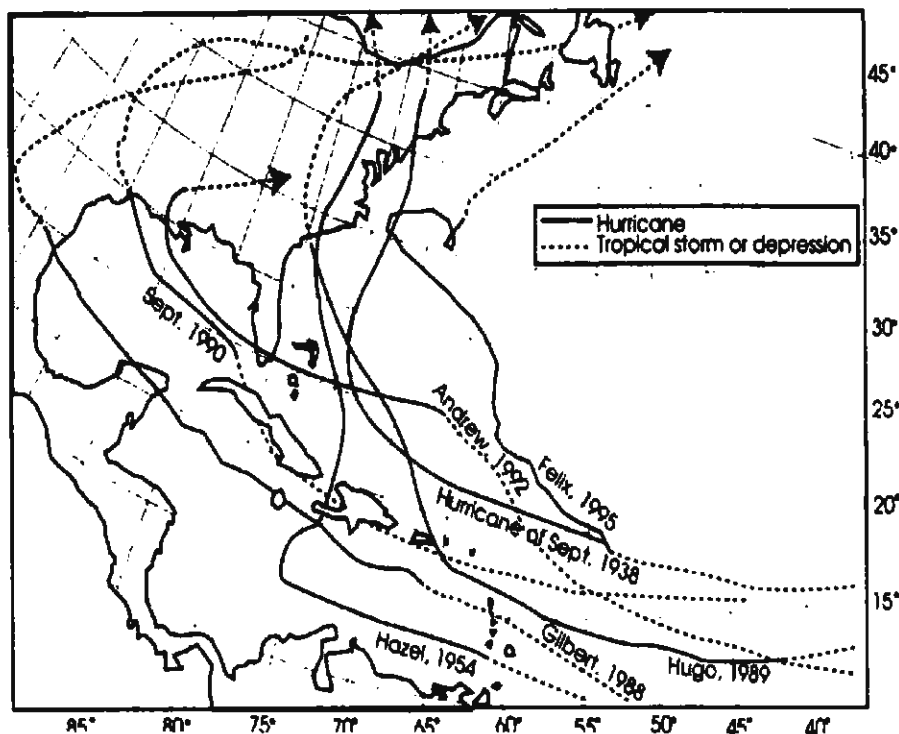 45°
40°
Hurricane
Tropical storm or depression
35°
30°
Sept. 1990
25°
Andrew, 1992
Felix, 1995
20°
Hurricane of Sept. 1938
15°
Hazel, 1954
Gilbert, 1988
Hugo, 1989
85° 80° 75° 70° 65° 60° 55° 50° 45° 40°